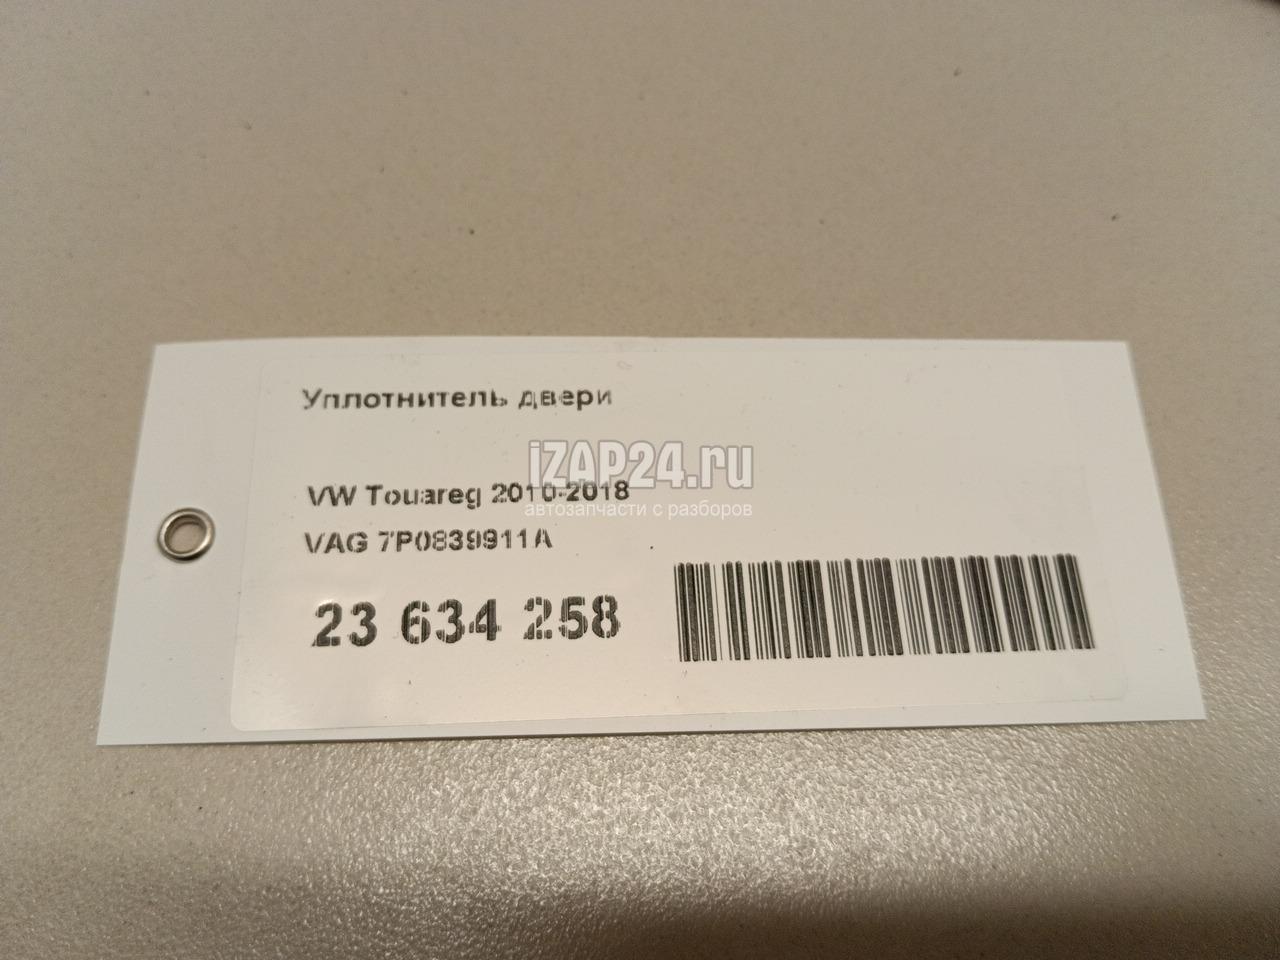 Уплотнитель двери
iZAP24.ru
VW Touareg 2010-2018
автозапчасти с разборов
VAG 7P0839911A
23 634 258